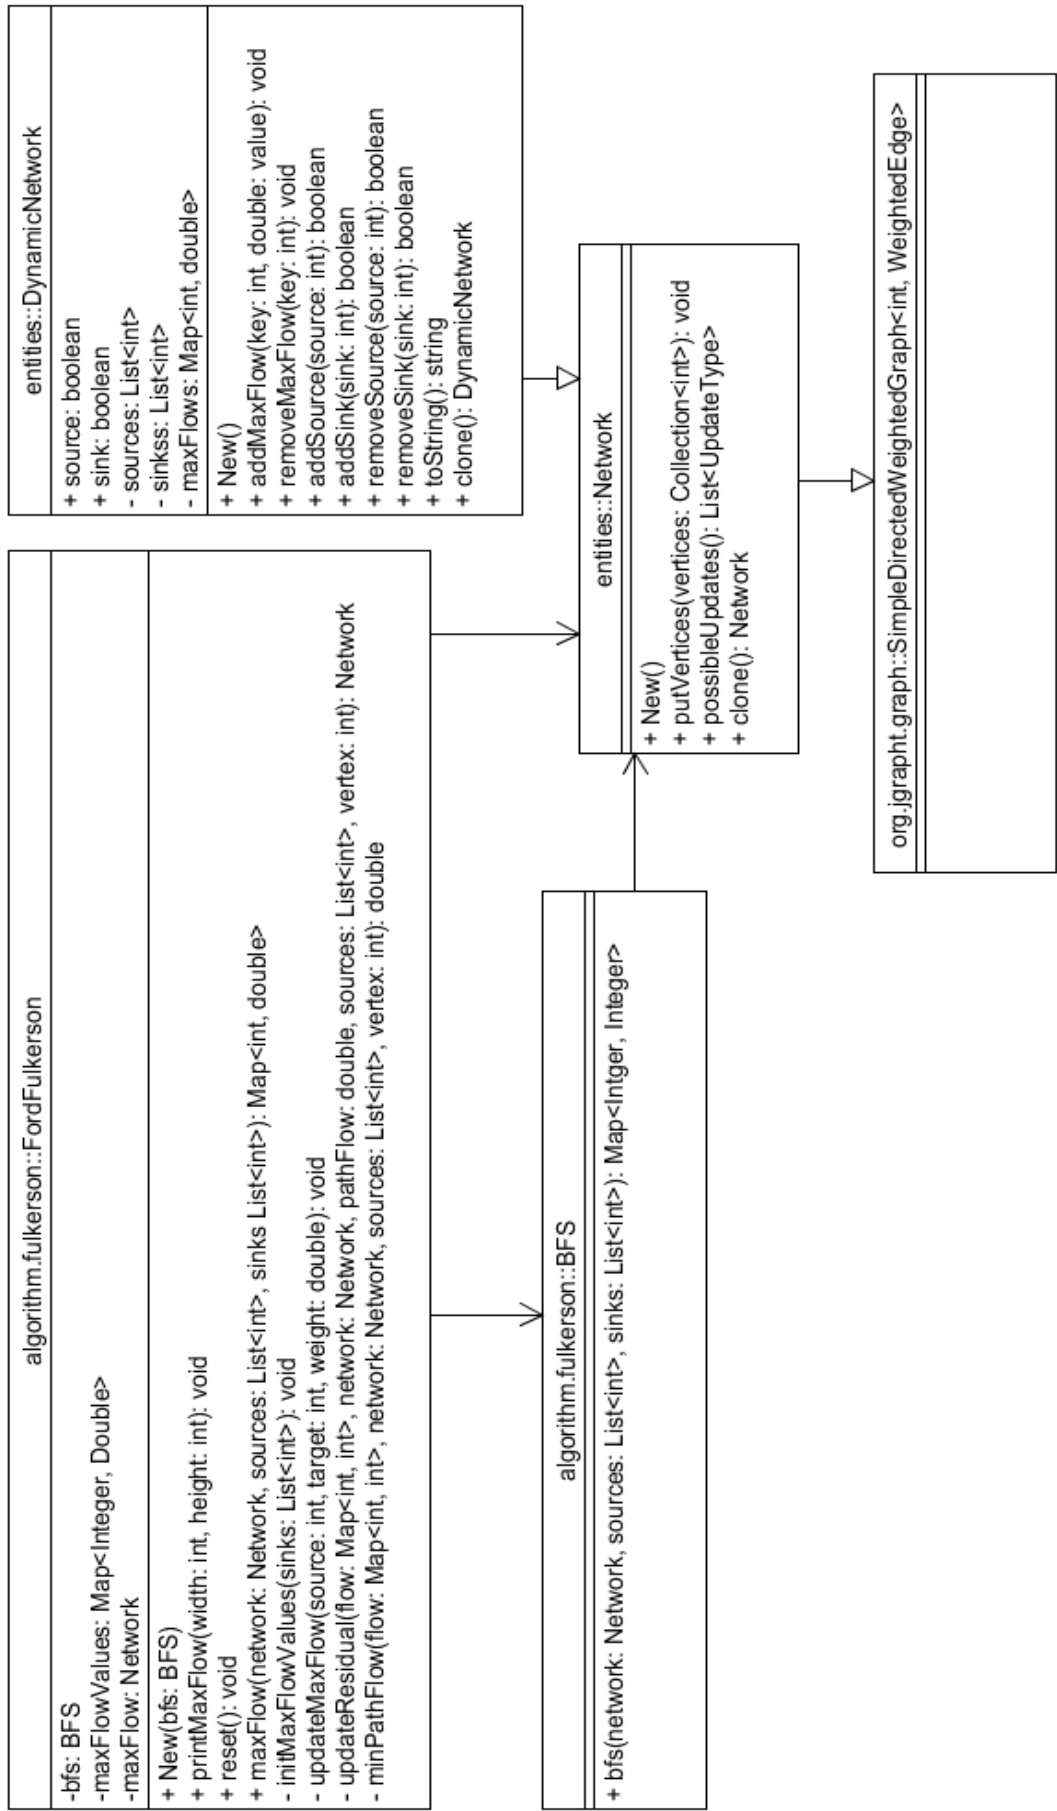 algorithm.fulkerson::FordFulkerson
-bfs: BFS
-maxFlowValues: Map<Integer, Double>
-maxFlow: Network
+ New(bfs: BFS)
+ printMaxFlow(width: int, height: int): void
+ reset(): void
+ maxFlow(network: Network, sources: List<int>, sinks List<int>): Map<int, double>
- initMaxFlowValues(sinks: List<int>): void
- updateMaxFlow(source: int, target: int, weight: double): void
- updateResidual(flow: Map<int, int>, network: Network, pathFlow: double, sources: List<int>, vertex: int): Network
- minPathFlow(flow: Map<int, int>, network: Network, sources: List<int>, vertex: int): double
entities::DynamicNetwork
+ source: boolean
+ sink: boolean
- sources: List<int>
- sinkss: List<int>
- maxFlows: Map<int, double>
+ New()
+ addMaxFlow(key: int, double: value): void
+ removeMaxFlow(key: int): void
+ addSource(source: int): boolean
+ addSink(sink: int): boolean
+ removeSource(source: int): boolean
+ removeSink(sink: int): boolean
+ toString(): string
+ clone(): DynamicNetwork
algorithm.fulkerson::BFS
+ bfs(network: Network, sources: List<int>, sinks: List<int>): Map<Intger, Integer>
entities::Network
+ New()
+ putVertices(vertices: Collection<int>): void
+ possibleUpdates(): List<UpdateType>
+ clone(): Network
org.jgrapht.graph::SimpleDirectedWeightedGraph<int, WeightedEdge>